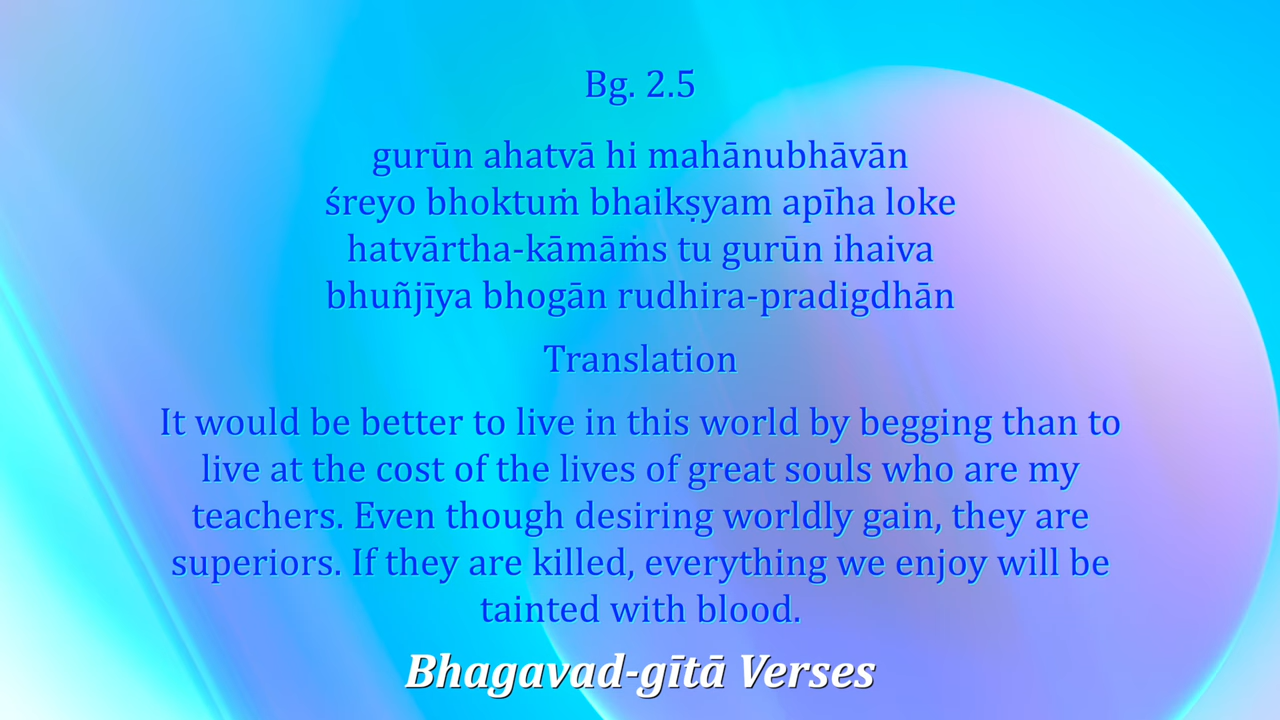 Bg. 2.5
gurūn ahatvā hi mahānubhāvān
śreyo bhoktuṁ bhaikṣyam apīha loke
hatvārtha-kāmāṁs tu gurūn ihaiva
bhuñjīya bhogān rudhira-pradigdhān
Translation
It would be better to live in this world by begging than to
live at the cost of the lives of great souls who are my
teachers. Even though desiring worldly gain, they are
superiors. If they are killed, everything we enjoy will be
tainted with blood.
Bhagavad-gītā Verses